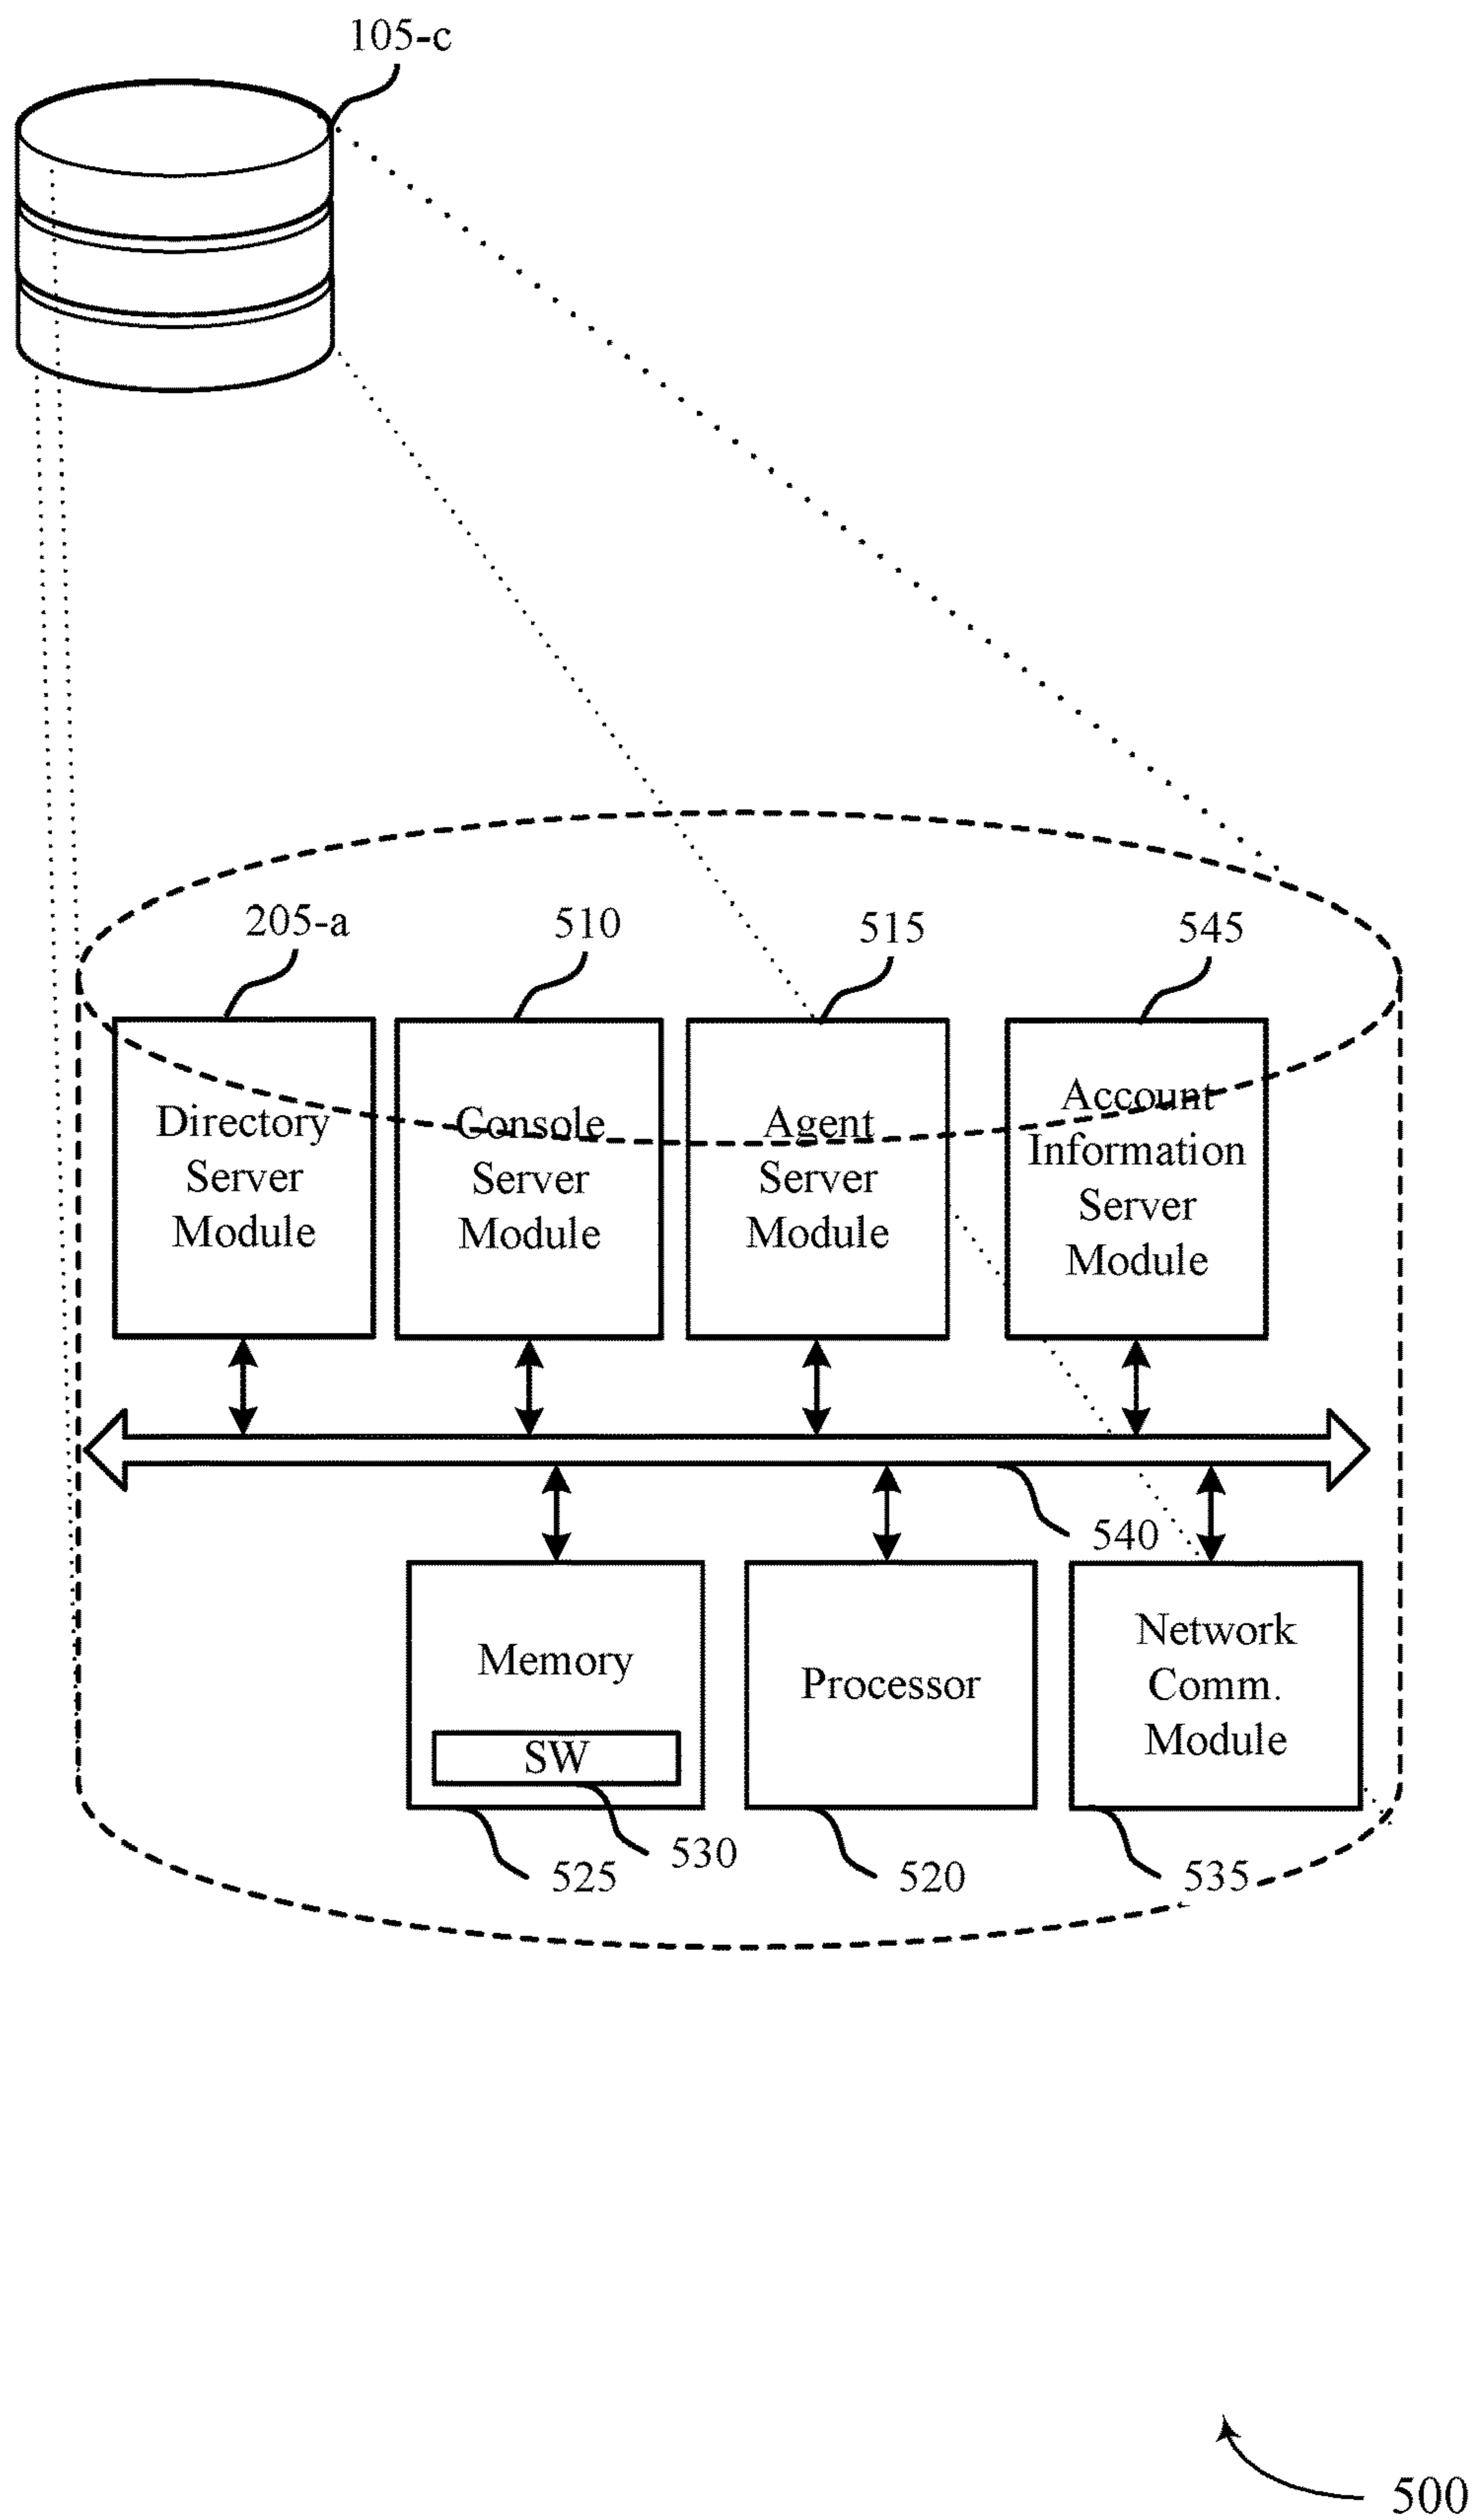 105-c
205-a
510
515
545
Directory
Server
Module
Console
Server
Module
Agent
Server
Module
Account
Information
Server
Module
540
Memory
SW
Processor
Network
Comm.
Module
530
525
520
535
500